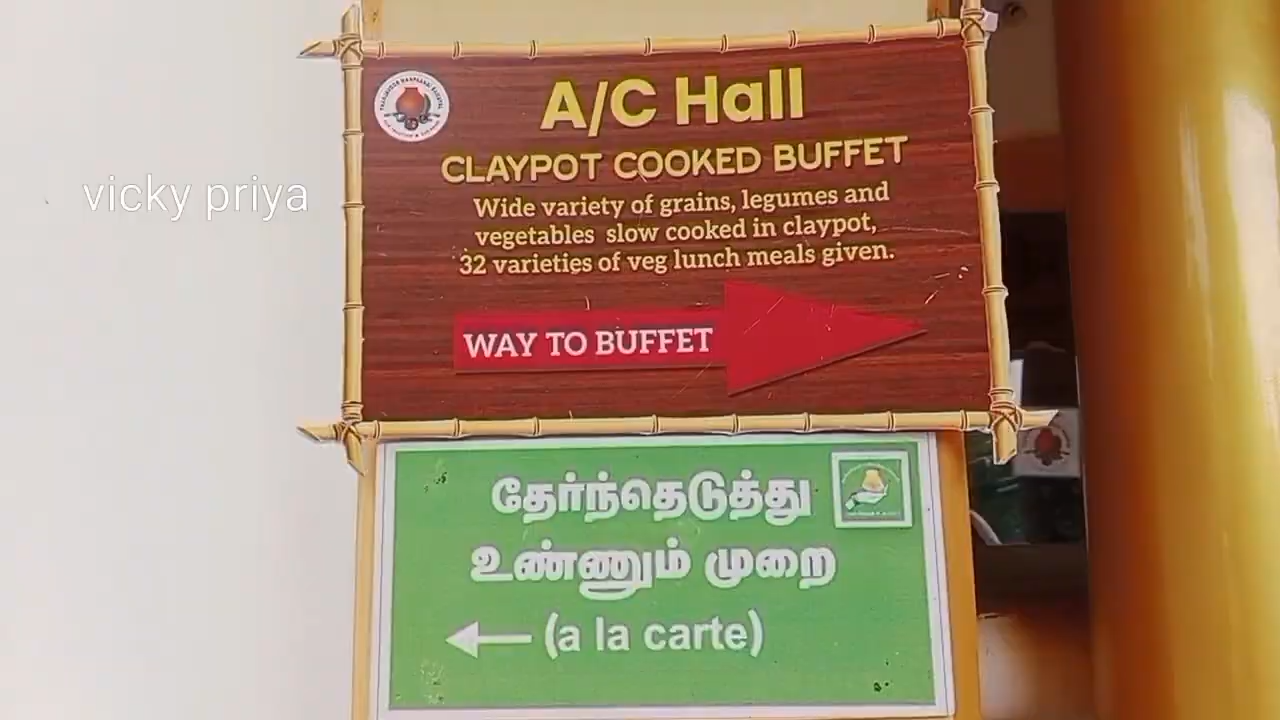 vicky priya
A/C Hall
CLAYPOT COOKED BUFFET
Wide variety of grains, legumes and
vegetables slow cooked in claypot,
32 varieties of veg lunch meals given.
WAY TO BUFFET
தேர்ந்தெடுத்து
உண்ணும் முறை
(a la carte)